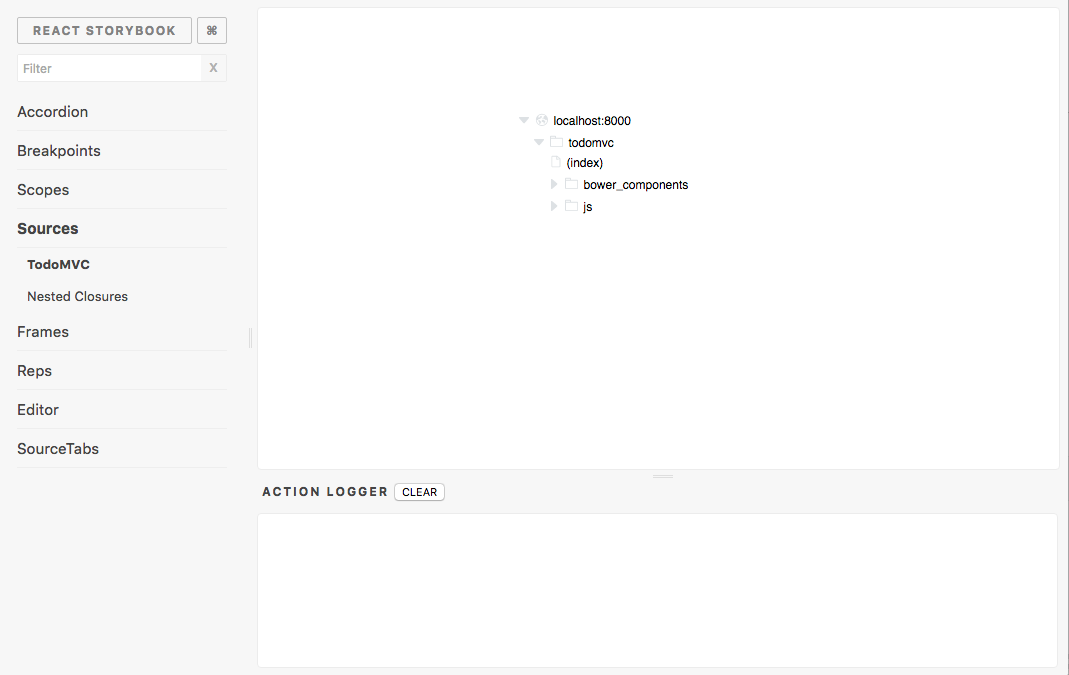 REACT STORYBOOK ⌘
Filter X
Accordion
Breakpoints
Scopes
Sources
TodoMVC
Nested Closures
Frames
Reps
Editor
SourceTabs
localhost:8000
todomvc
(index)
bower_components
js
ACTION LOGGER CLEAR